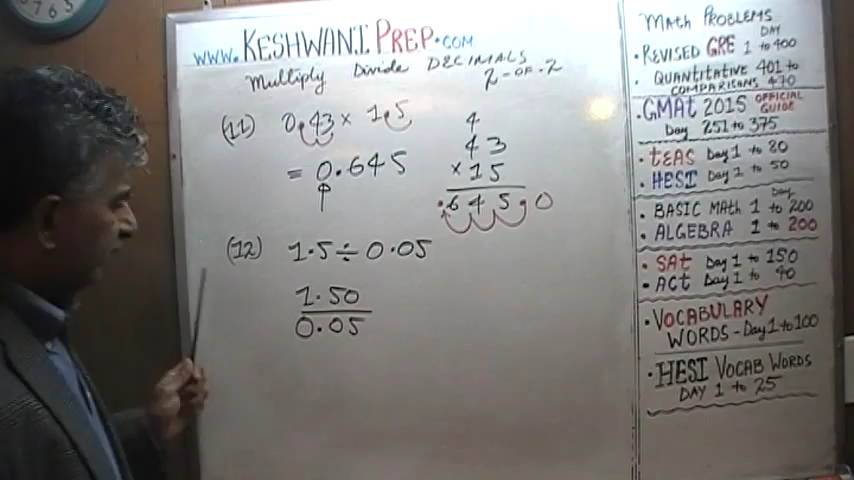 7 6 5
WWW.KESHWANIPREP.COM
Multiply Divide DECIMALS
2-OF-2
(11) 0.43 × 1.5
= 0.645
4
43
×15
.645.0
(12) 1.5 ÷ 0.05
1.50
0.05
MAtH PROBLEMS
DAY
• REVISED GRE 1 to 400
• QUANTITATIVE 401 to
COMPARISONS 470
• GMAt 2015 OFFICIAL GUIDE
Day 251 to 375
• tEAS Day 1 to 80
• HESI Day 1 to 50
Day
• BASIC MAth 1 to 200
• ALGEBRA 1 to 200
• SAt Day 1 to 150
• ACt Day 1 to 40
• VOCABULARY
WORDS - Day 1 to 100
• HESI VOCAB WORDS
DAY 1 to 25